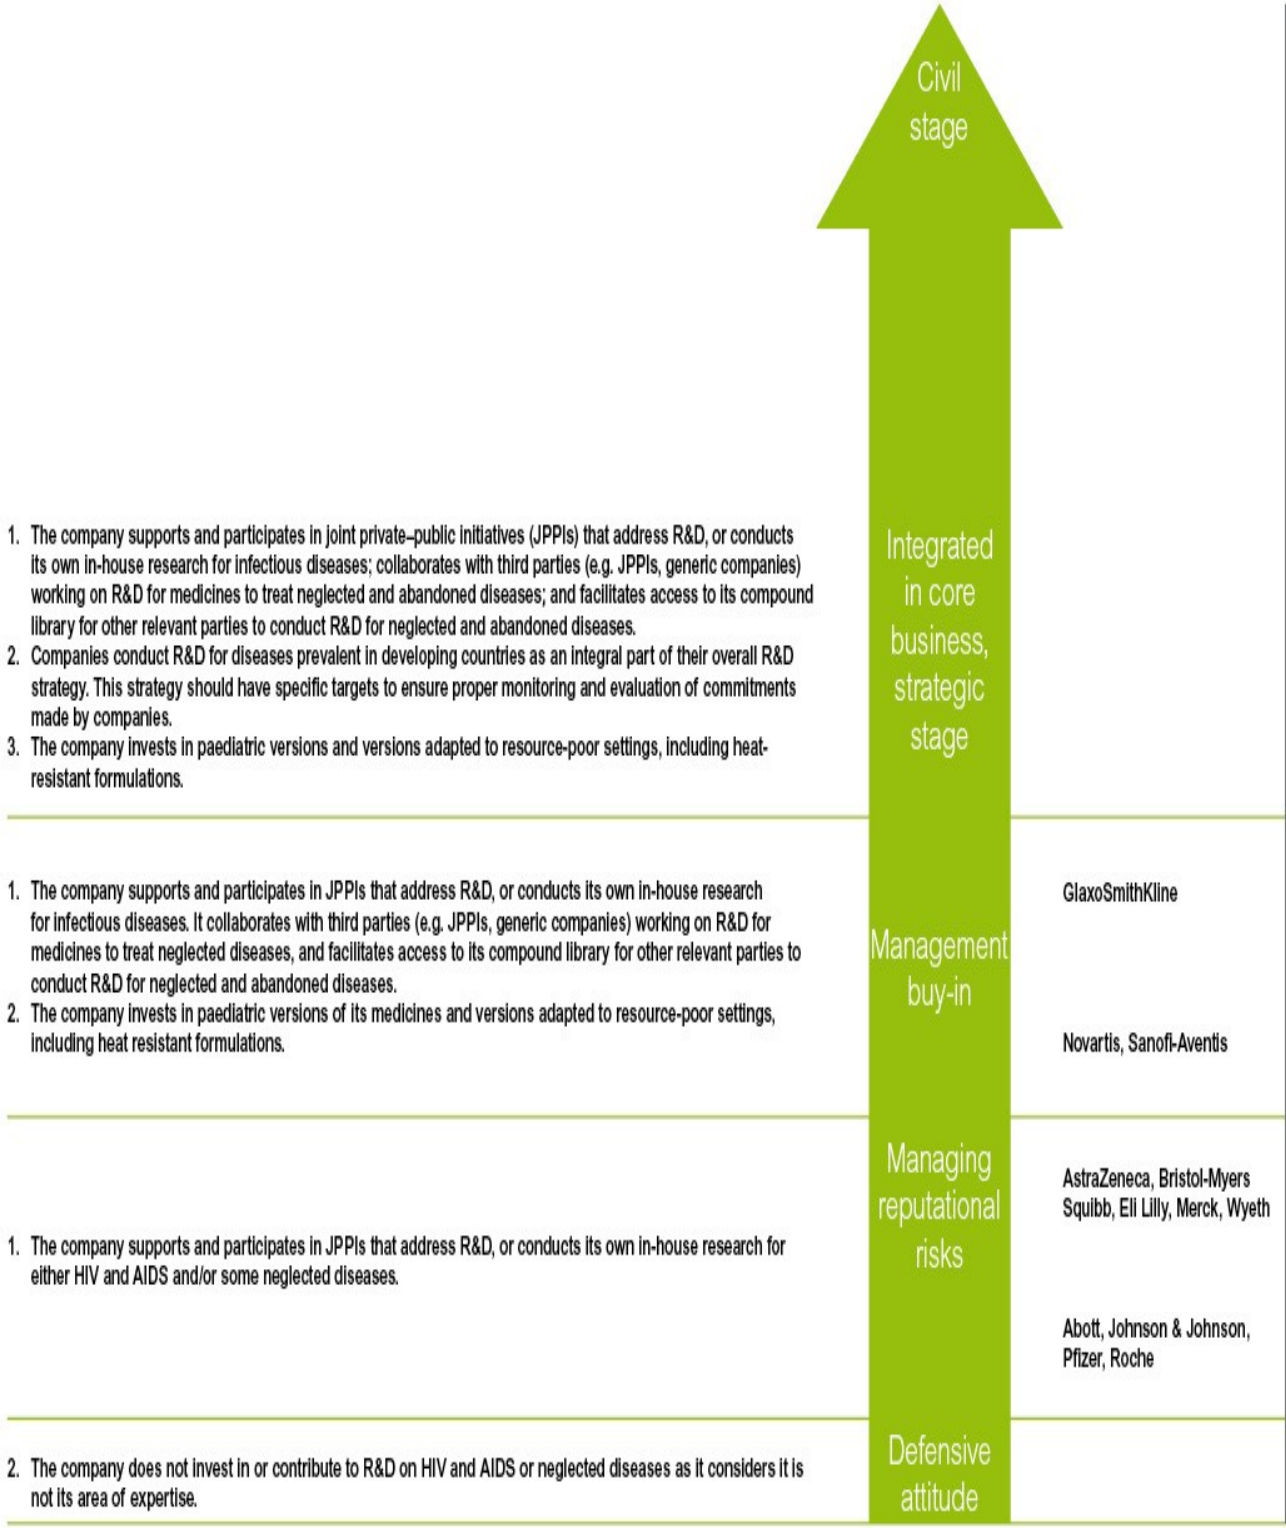 Civil
stage
1. The company supports and participates in joint private–public initiatives (JPPIs) that address R&D, or conducts
its own in-house research for infectious diseases; collaborates with third parties (e.g. JPPIs, generic companies)
working on R&D for medicines to treat neglected and abandoned diseases; and facilitates access to its compound
library for other relevant parties to conduct R&D for neglected and abandoned diseases.
2. Companies conduct R&D for diseases prevalent in developing countries as an integral part of their overall R&D
strategy. This strategy should have specific targets to ensure proper monitoring and evaluation of commitments
made by companies.
3. The company invests in paediatric versions and versions adapted to resource-poor settings, including heat-
resistant formulations.
Integrated
in core
business,
strategic
stage
1. The company supports and participates in JPPIs that address R&D, or conducts its own in-house research
for infectious diseases. It collaborates with third parties (e.g. JPPIs, generic companies) working on R&D for
medicines to treat neglected diseases, and facilitates access to its compound library for other relevant parties to
conduct R&D for neglected and abandoned diseases.
2. The company invests in paediatric versions of its medicines and versions adapted to resource-poor settings,
including heat resistant formulations.
Management
buy-in
GlaxoSmithKline
Novartis, Sanofi-Aventis
1. The company supports and participates in JPPIs that address R&D, or conducts its own in-house research for
either HIV and AIDS and/or some neglected diseases.
Managing
reputational
risks
AstraZeneca, Bristol-Myers
Squibb, Eli Lilly, Merck, Wyeth
Abott, Johnson & Johnson,
Pfizer, Roche
2. The company does not invest in or contribute to R&D on HIV and AIDS or neglected diseases as it considers it is
not its area of expertise.
Defensive
attitude